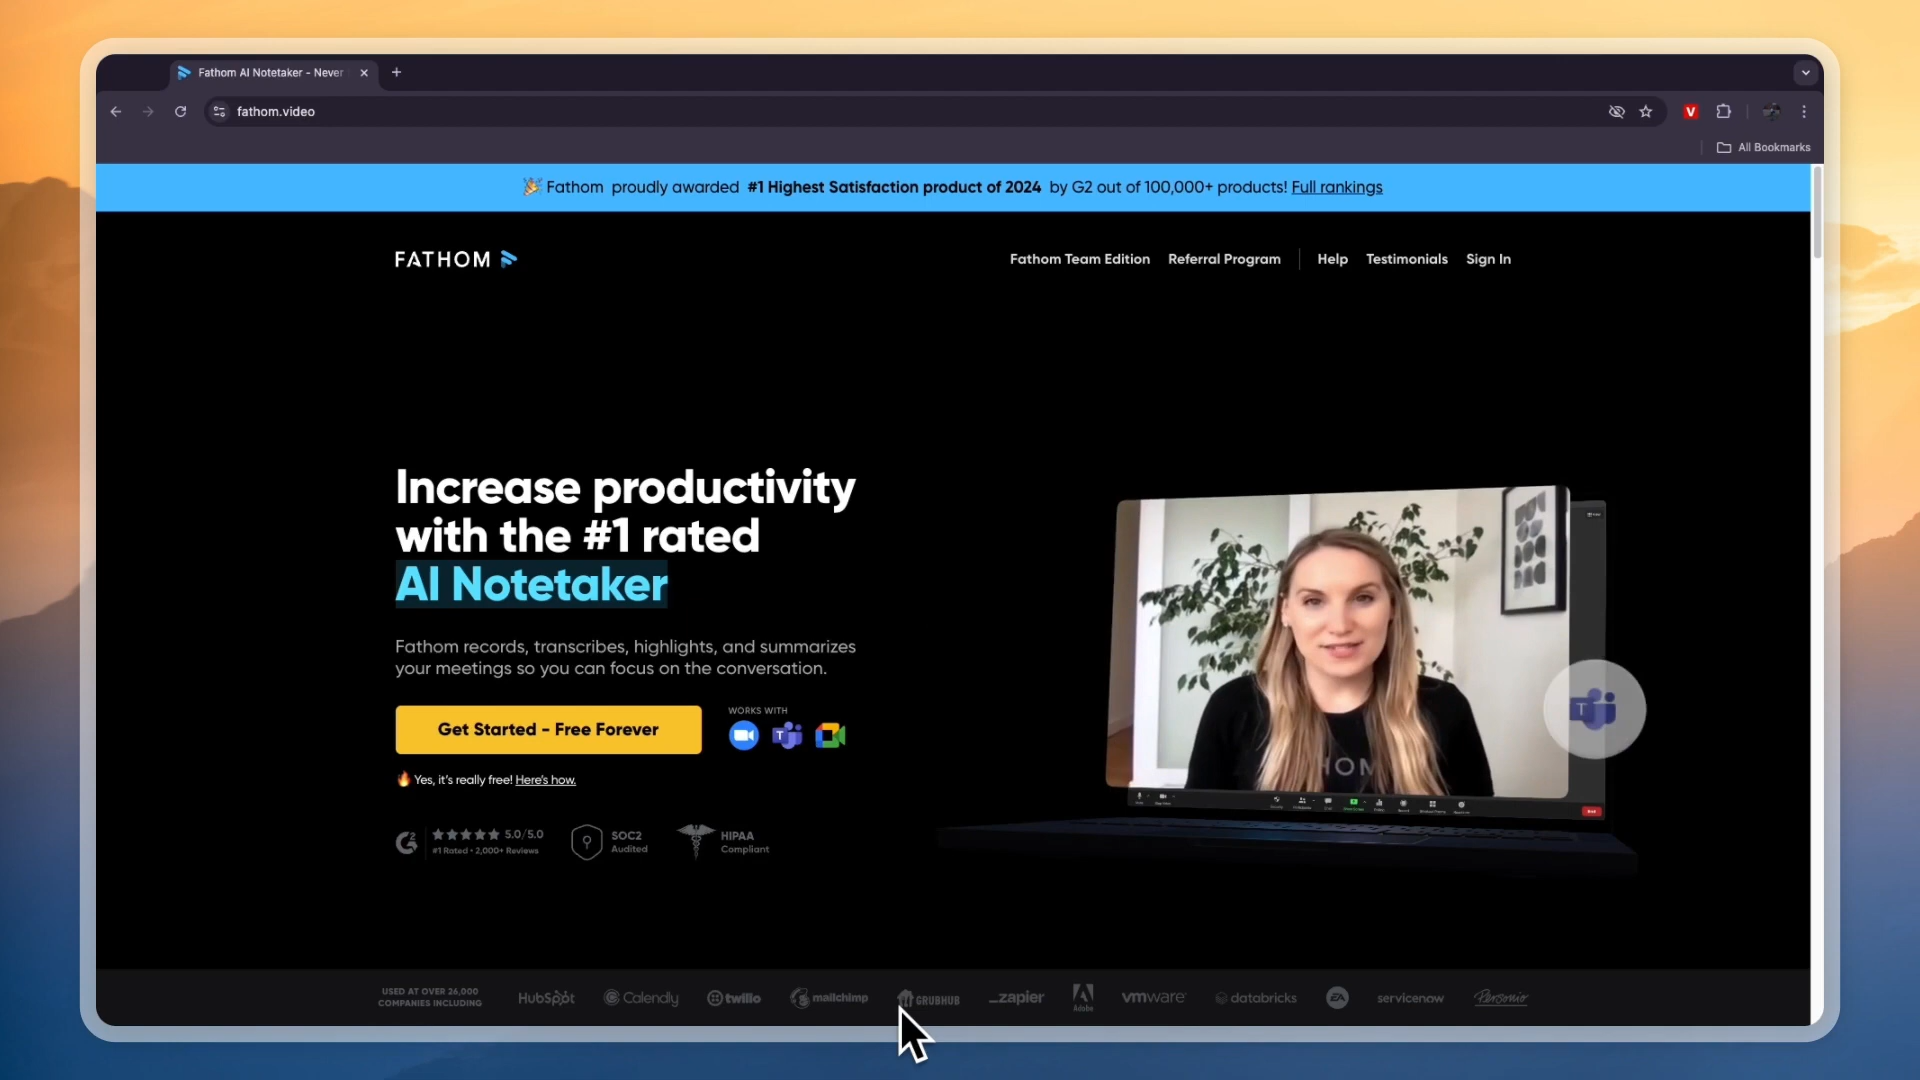 Fathom AI Notetaker - Never
fathom.video
All Bookmarks
Fathom proudly awarded #1 Highest Satisfaction product of 2024 by G2 out of 100,000+ products! Full rankings
FATHOM
Fathom Team Edition
Referral Program
Help
Testimonials
Sign In
Increase productivity
with the #1 rated
AI Notetaker
Fathom records, transcribes, highlights, and summarizes
your meetings so you can focus on the conversation.
Get Started - Free Forever
WORKS WITH
Yes, it's really free! Here's how.
5.0/5.0
#1 Rated • 2,000+ Reviews
SOC2
Audited
HIPAA
Compliant
USED AT OVER 26,000
COMPANIES INCLUDING
HubSpot
Calendly
twilio
mailchimp
GRUBHUB
_zapier
Adobe
vmware
databricks
EA
servicenow
Personio